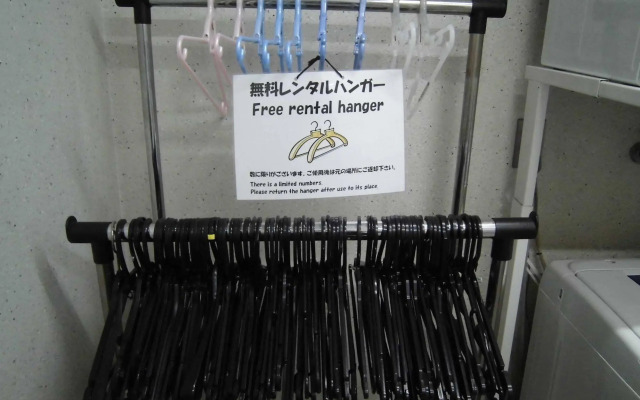 無料レンタルハンガー
Free rental hanger
数に限りがございます、ご使用後は元の場所にご返却下さい。
There is a limited numbers.
Please return the hanger after use to its place.